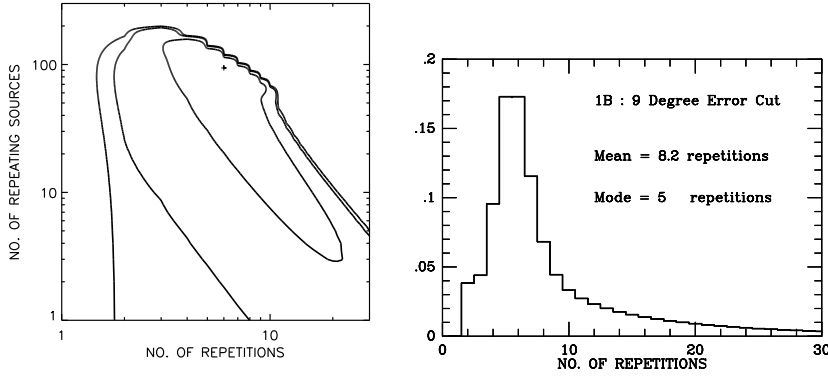 NO. OF REPEATING SOURCES
100
10
1
1
10
NO. OF REPETITIONS
.2
.15
.1
.05
0
1B : 9 Degree Error Cut
Mean = 8.2 repetitions
Mode = 5 repetitions
0
10
20
30
NO. OF REPETITIONS